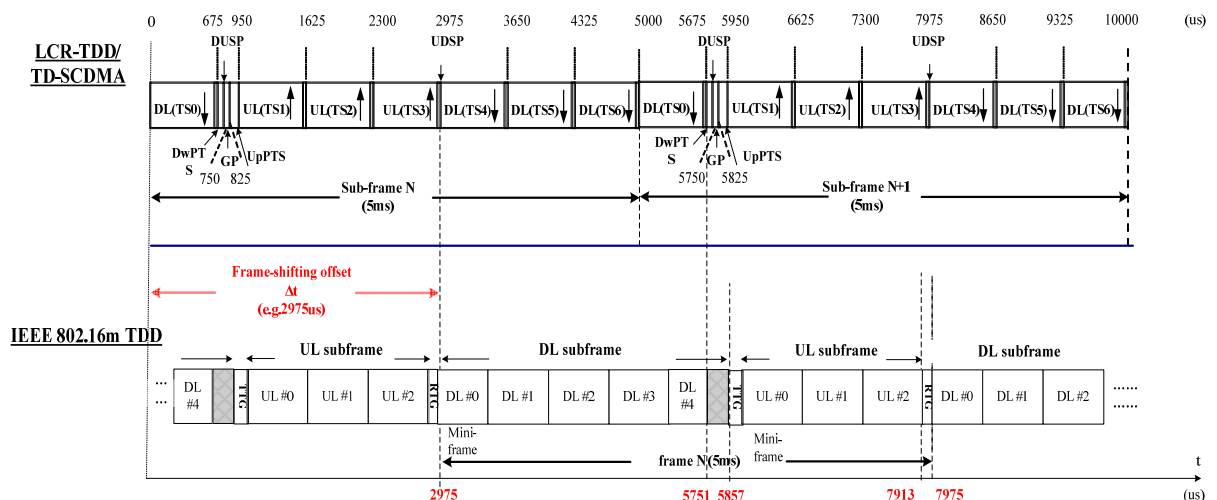 0 675 950 1625 2300 2975 3650 4325 5000 5675 5950 6625 7300 7975 8650 9325 10000 (us)
DUSP UDSP DUSP UDSP
LCR-TDD/
TD-SCDMA
DL(TS0) UL(TS1) UL(TS2) UL(TS3) DL(TS4) DL(TS5) DL(TS6) DL(TS0) UL(TS1) UL(TS2) UL(TS3) DL(TS4) DL(TS5) DL(TS6)
DwPT
S GP UpPTS
DwPT
S GP UpPTS
750 825 5750 5825
Sub-frame N
(5ms)
Sub-frame N+1
(5ms)
Frame-shifting offset
Δt
(e.g.2975us)
IEEE 802.16m TDD
UL subframe DL subframe UL subframe DL subframe
...
...
DL
#4
TTG UL #0 UL #1 UL #2 RTG DL #0 DL #1 DL #2 DL #3
DL
#4
TTG UL #0 UL #1 UL #2 RTG DL #0 DL #1 DL #2
......
......
Mini-
frame
Mini-
frame
frame N (5ms)
t
2975 5751 5857 7913 7975 (us)